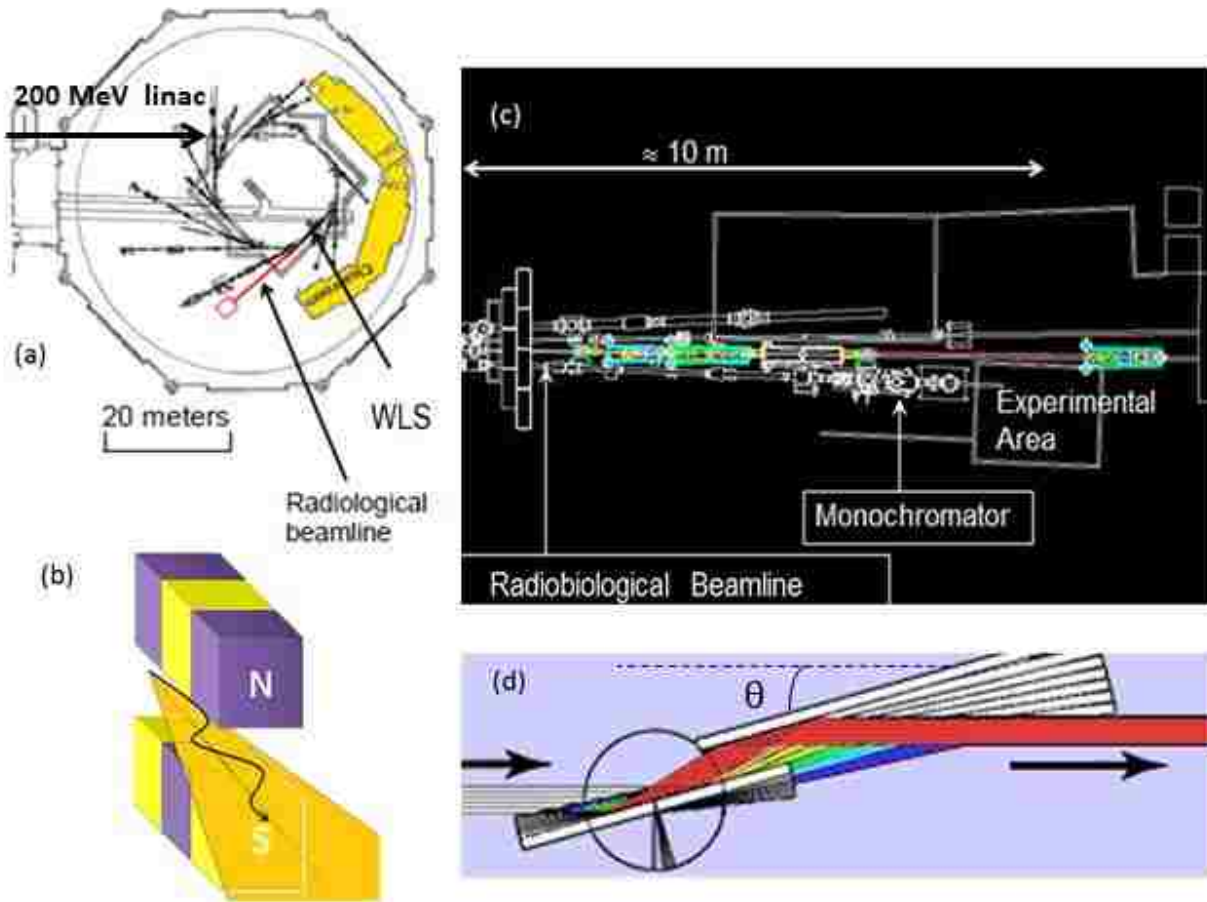 200 MeV linac
(a)
20 meters
WLS
Radiological
beamline
(b)
N
S
(c)
≈ 10 m
Experimental
Area
Monochromator
Radiobiological Beamline
(d)
θ